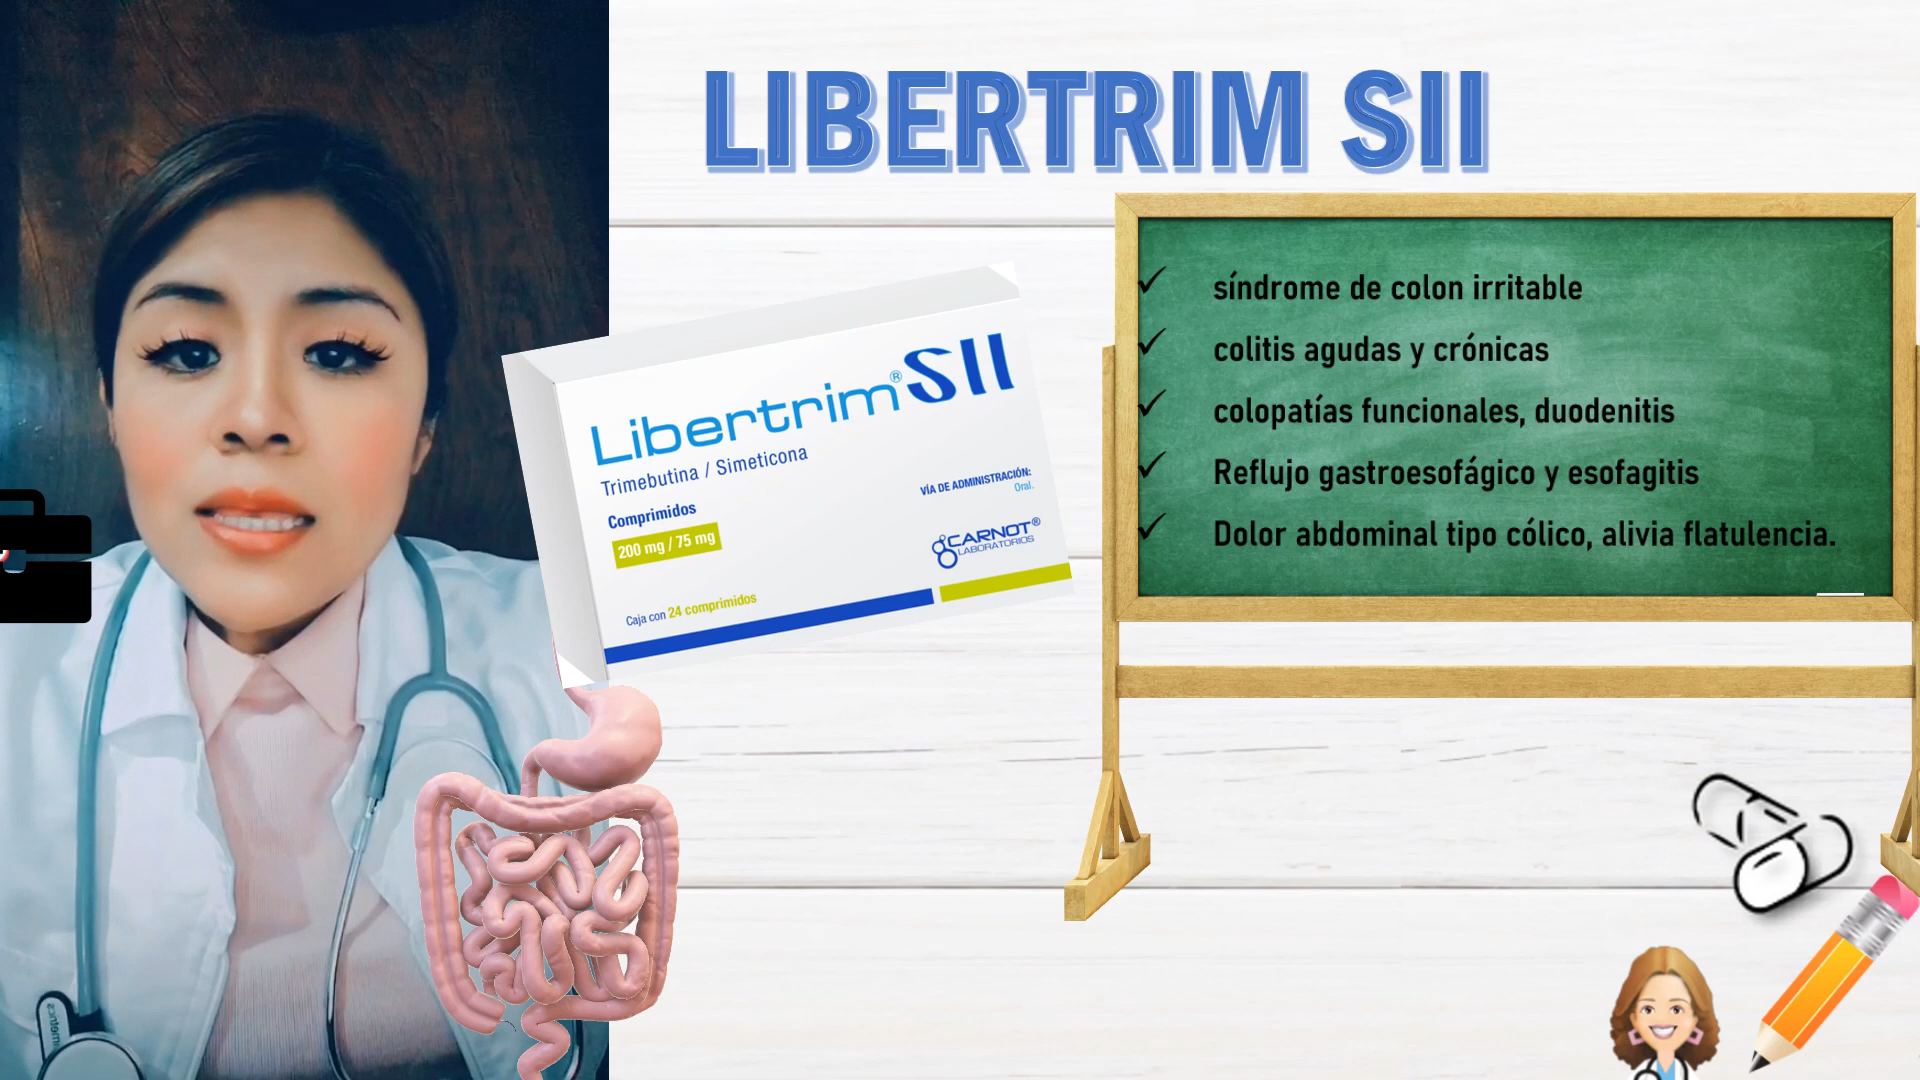 LIBERTRIM SII
Libertrim® SII
Trimebutina / Simeticona
Comprimidos
200 mg / 75 mg
VÍA DE ADMINISTRACIÓN:
Oral.
CARNOT®
LABORATORIOS
Caja con 24 comprimidos
síndrome de colon irritable
colitis agudas y crónicas
colopatías funcionales, duodenitis
Reflujo gastroesofágico y esofagitis
Dolor abdominal tipo cólico, alivia flatulencia.